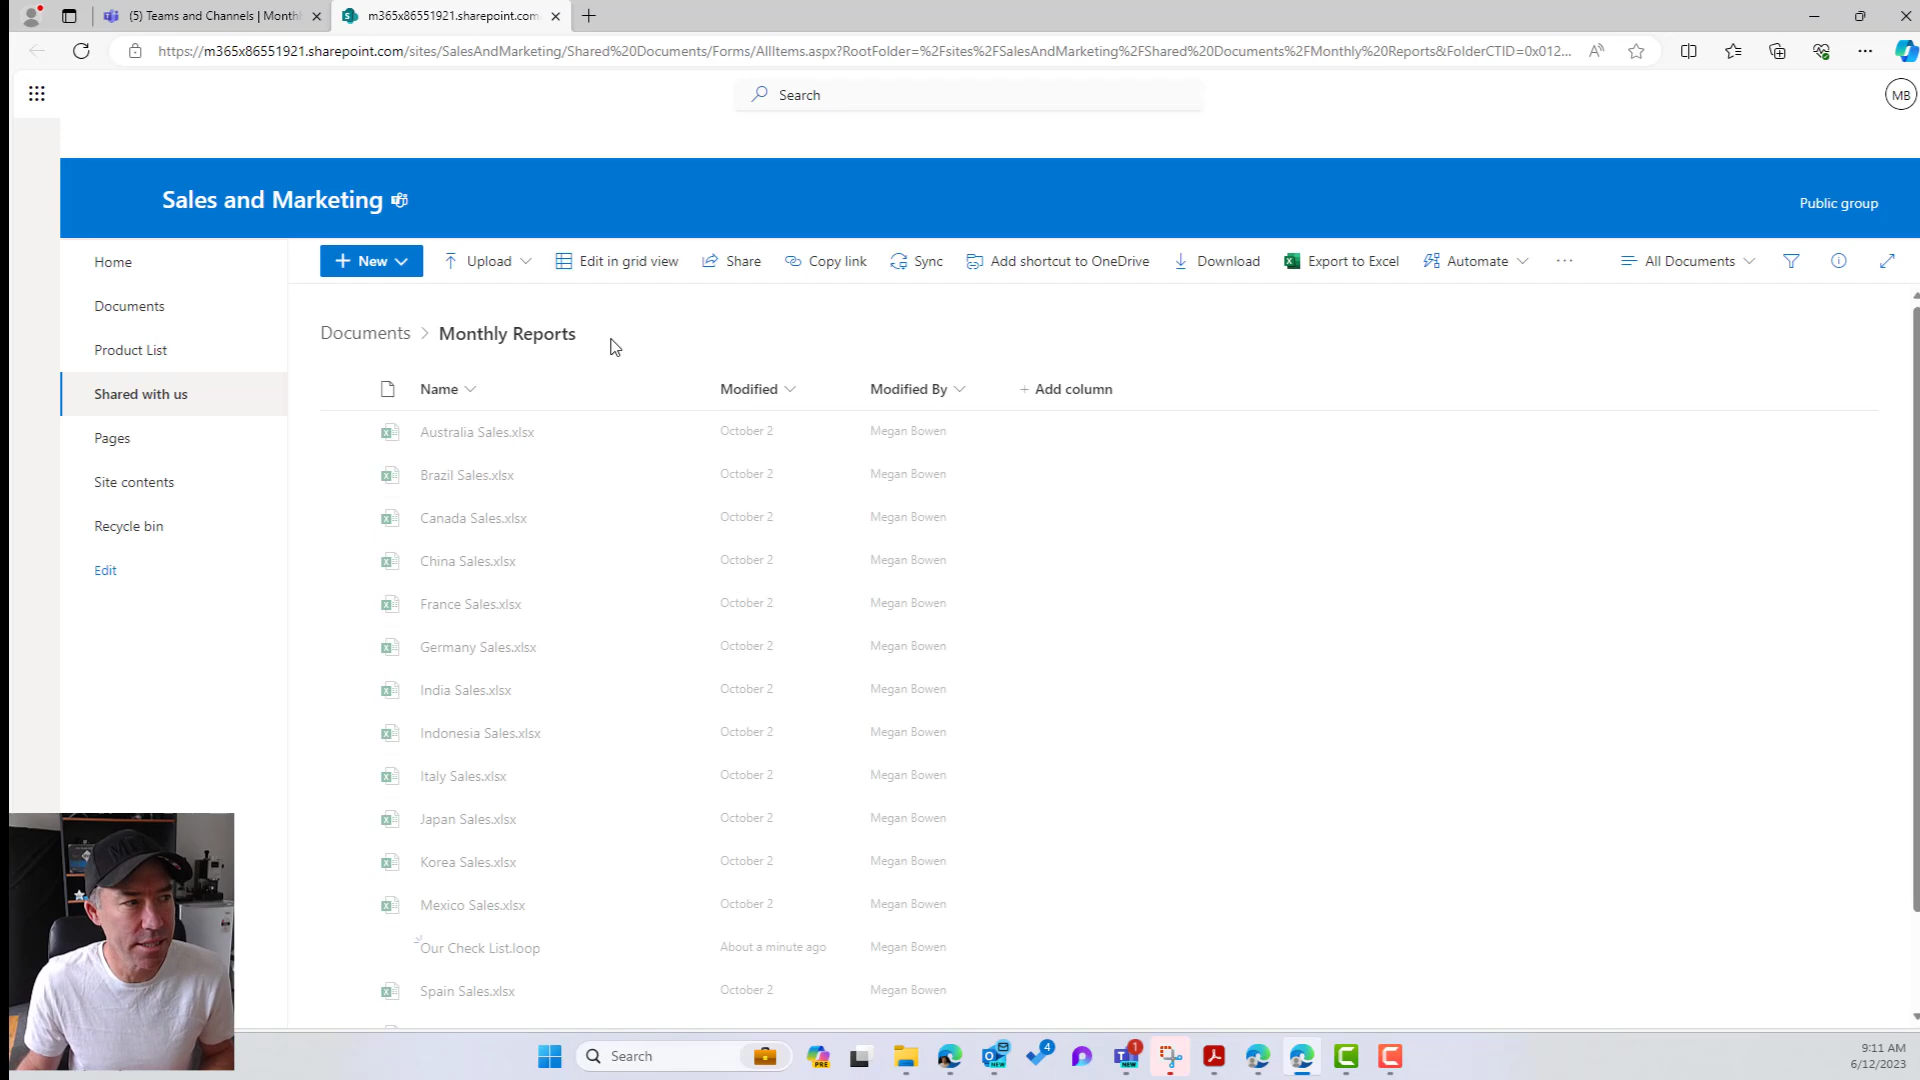 (5) Teams and Channels | Month
m365x86551921.sharepoint.com
https://m365x86551921.sharepoint.com/sites/SalesAndMarketing/Shared%20Documents/Forms/AllItems.aspx?RootFolder=%2Fsites%2FSalesAndMarketing%2FShared%20Documents%2FMonthly%20Reports&FolderCTID=0x012...
Search
MB
Sales and Marketing
Public group
Home
Documents
Product List
Shared with us
Pages
Site contents
Recycle bin
Edit
New
Upload
Edit in grid view
Share
Copy link
Sync
Add shortcut to OneDrive
Download
Export to Excel
Automate
...
All Documents
Documents > Monthly Reports
Name Modified Modified By + Add column
Australia Sales.xlsx October 2 Megan Bowen
Brazil Sales.xlsx October 2 Megan Bowen
Canada Sales.xlsx October 2 Megan Bowen
China Sales.xlsx October 2 Megan Bowen
France Sales.xlsx October 2 Megan Bowen
Germany Sales.xlsx October 2 Megan Bowen
India Sales.xlsx October 2 Megan Bowen
Indonesia Sales.xlsx October 2 Megan Bowen
Italy Sales.xlsx October 2 Megan Bowen
Japan Sales.xlsx October 2 Megan Bowen
Korea Sales.xlsx October 2 Megan Bowen
Mexico Sales.xlsx October 2 Megan Bowen
Our Check List.loop About a minute ago Megan Bowen
Spain Sales.xlsx October 2 Megan Bowen
Search
PRE
NEW
4
1
NEW
9:11 AM
6/12/2023